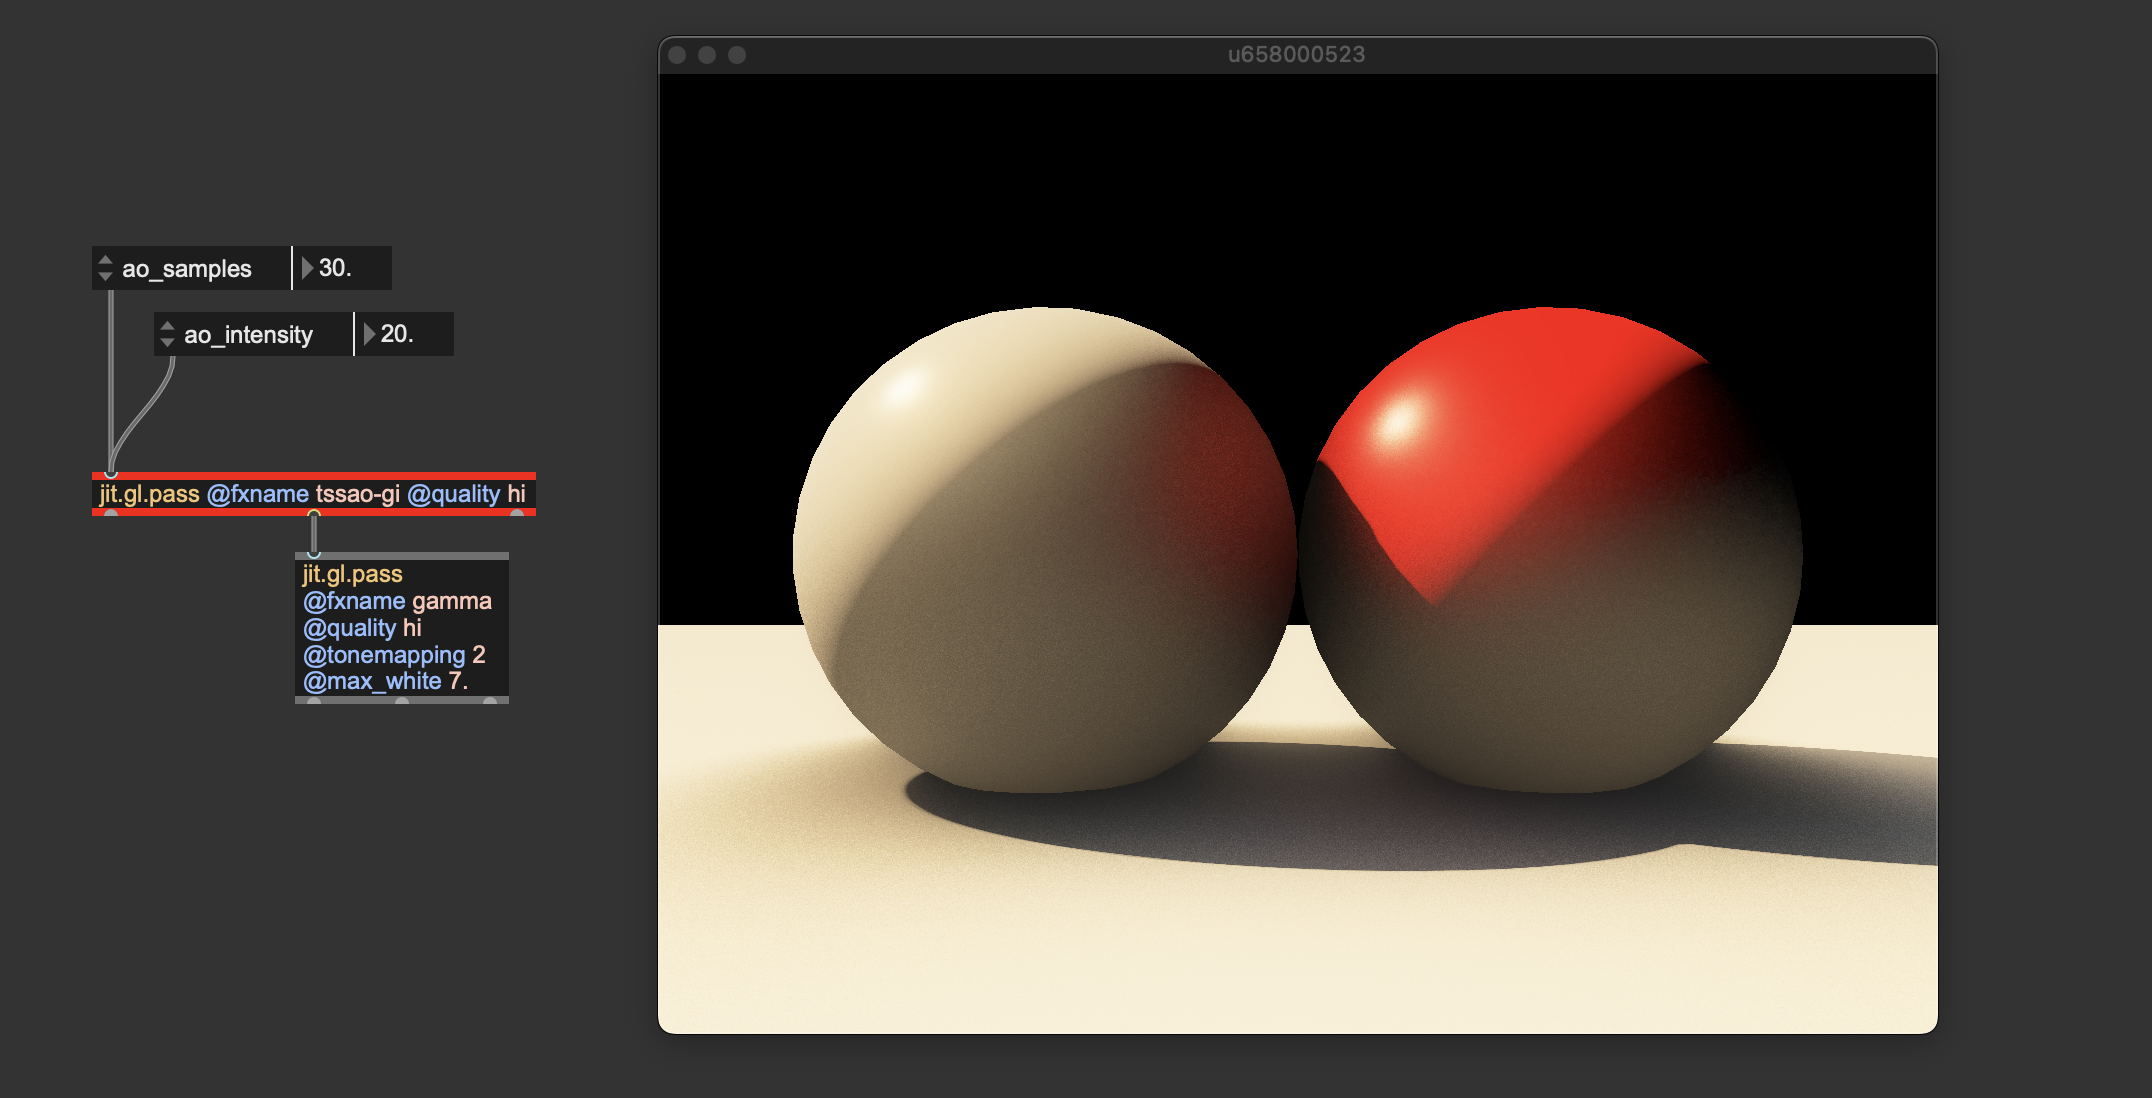 u658000523
ao_samples 30.
ao_intensity 20.
jit.gl.pass @fxname tssao-gi @quality hi
jit.gl.pass
@fxname gamma
@quality hi
@tonemapping 2
@max_white 7.